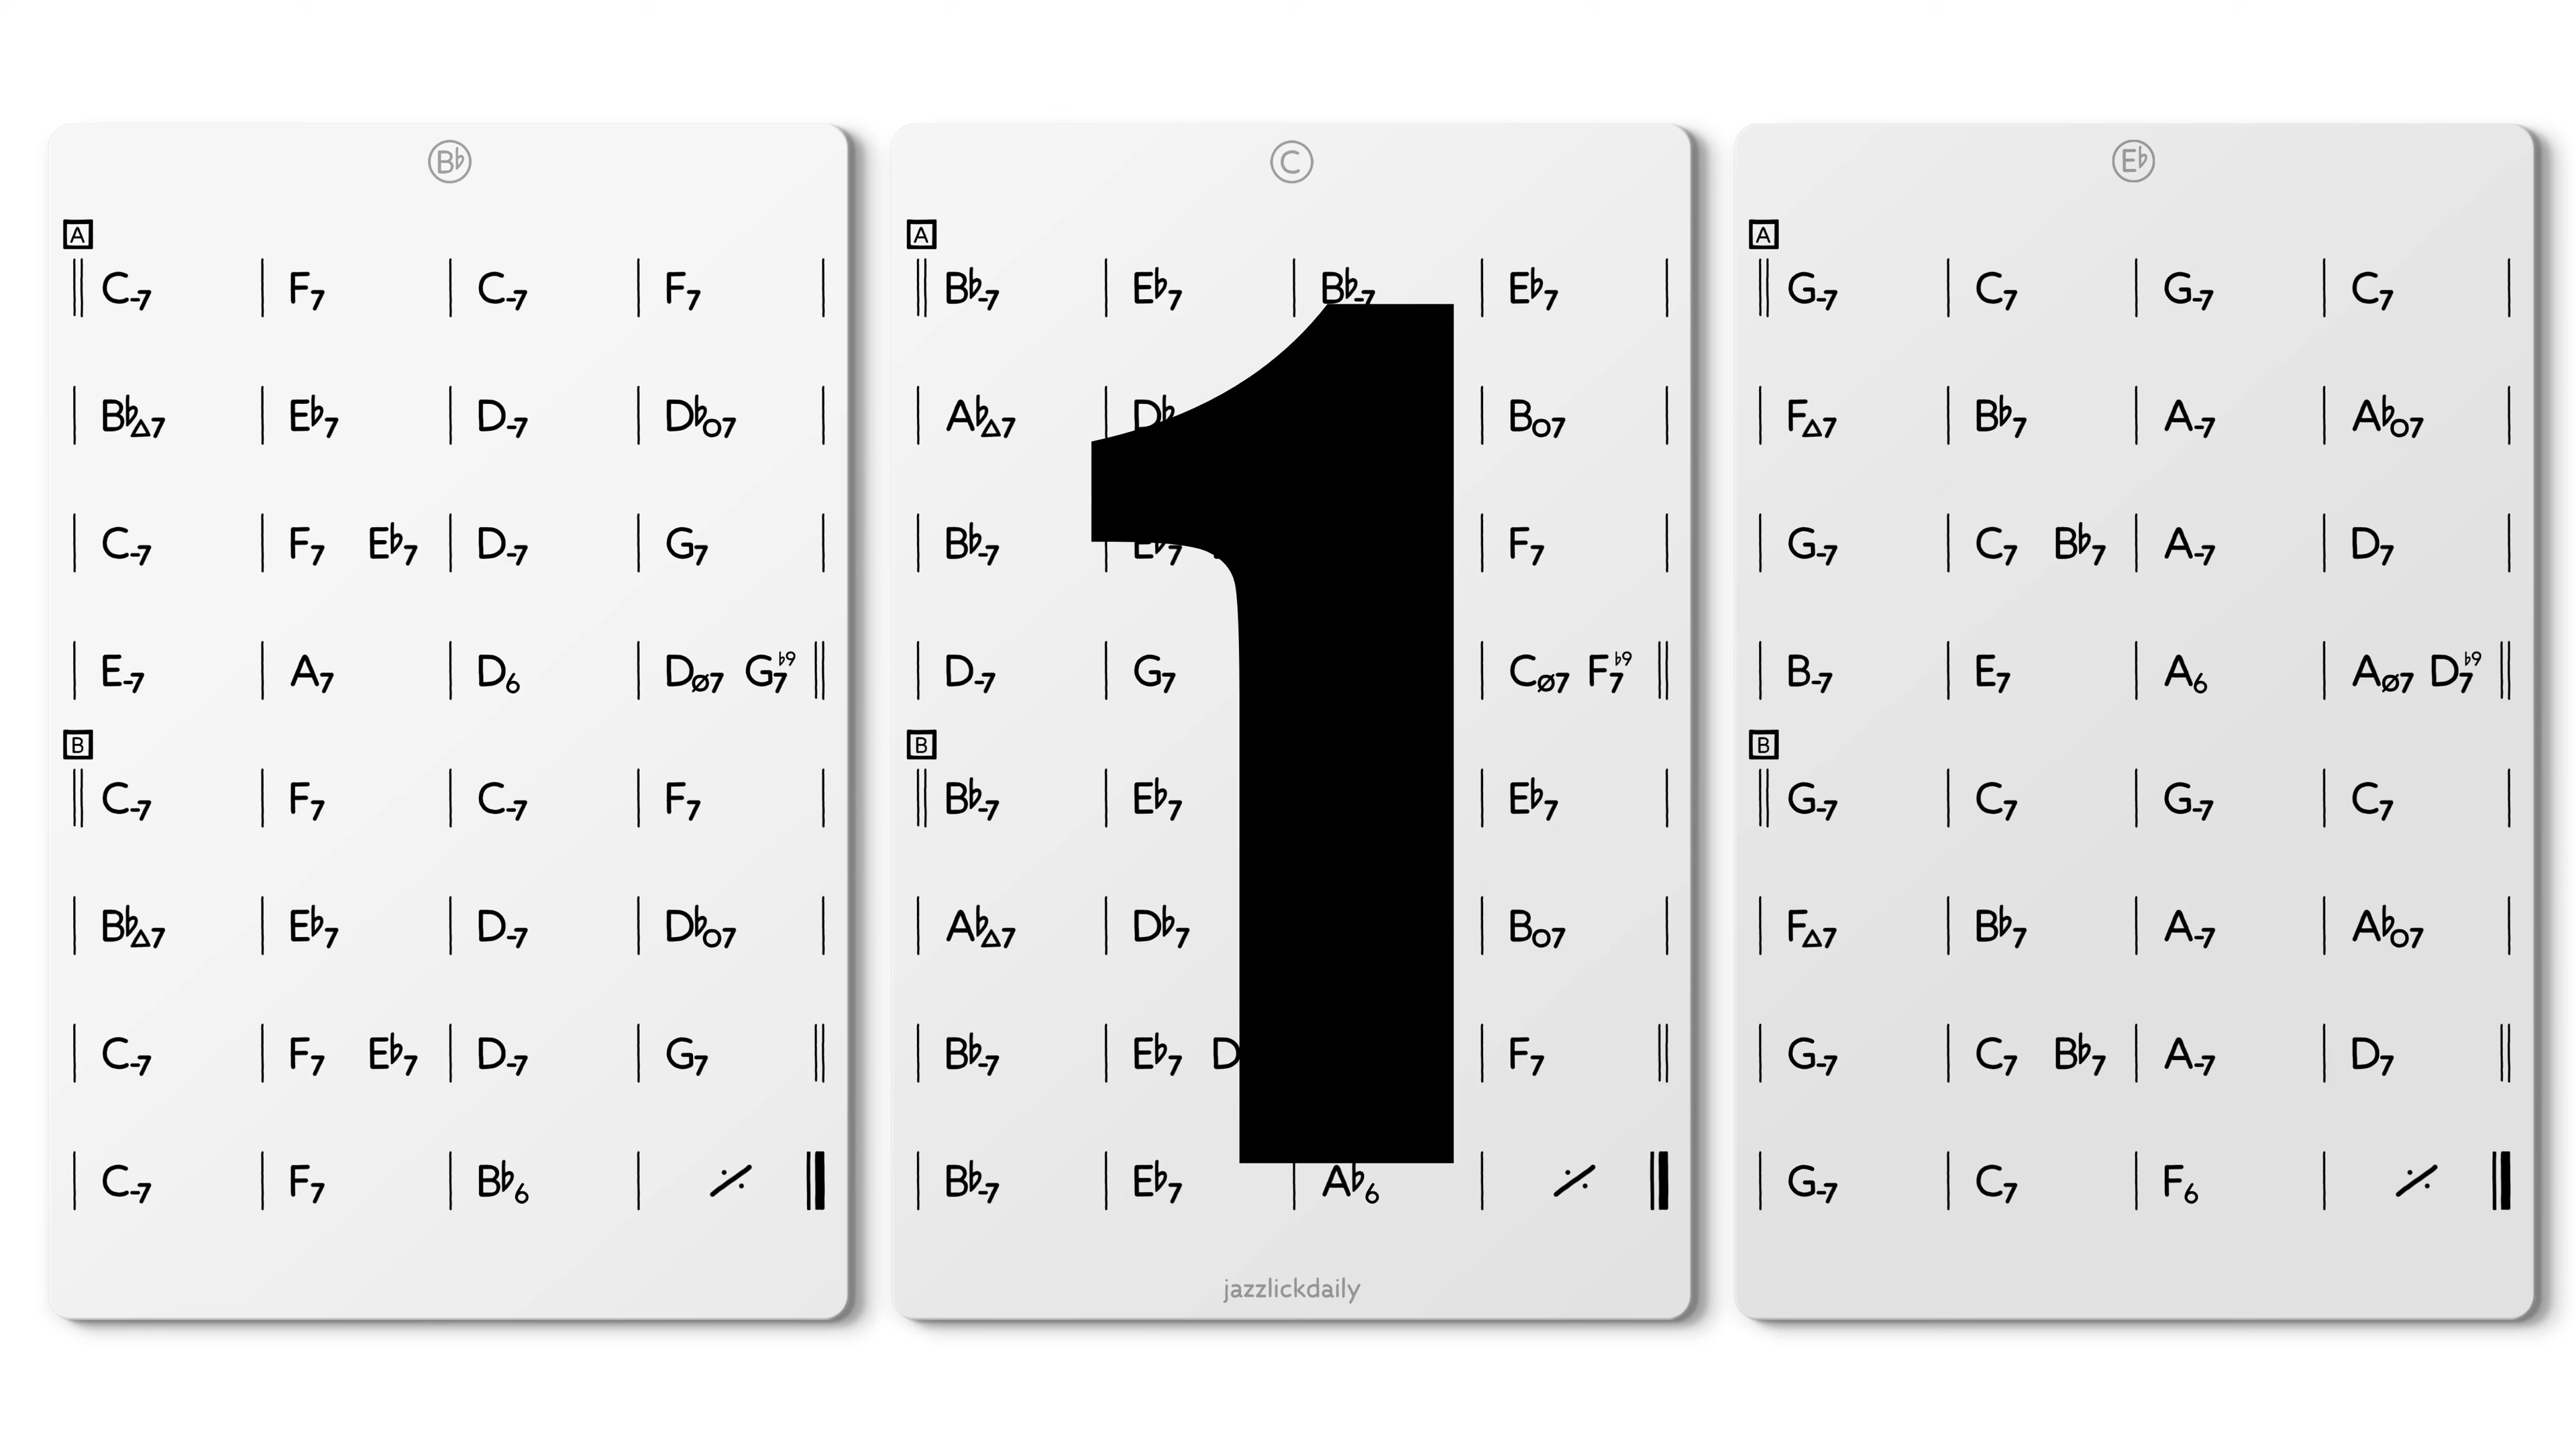 B♭
A
C-7 F7 C-7 F7
B♭Δ7 E♭7 D-7 D♭o7
C-7 F7 E♭7 D-7 G7
E-7 A7 D6 Dø7 G7♭9
B
C-7 F7 C-7 F7
B♭Δ7 E♭7 D-7 D♭o7
C-7 F7 E♭7 D-7 G7
C-7 F7 B♭6 ٪
C
A
B♭-7 E♭7 B♭-7 E♭7
A♭Δ7 D♭ Bo7
B♭-7 E♭7 F7
D-7 G7 Cø7 F7♭9
B
B♭-7 E♭7 E♭7
A♭Δ7 D♭7 Bo7
B♭-7 E♭7 D F7
B♭-7 E♭7 A♭6 ٪
1
jazzlickdaily
E♭
A
G-7 C7 G-7 C7
FΔ7 B♭7 A-7 A♭o7
G-7 C7 B♭7 A-7 D7
B-7 E7 A6 Aø7 D7♭9
B
G-7 C7 G-7 C7
FΔ7 B♭7 A-7 A♭o7
G-7 C7 B♭7 A-7 D7
G-7 C7 F6 ٪